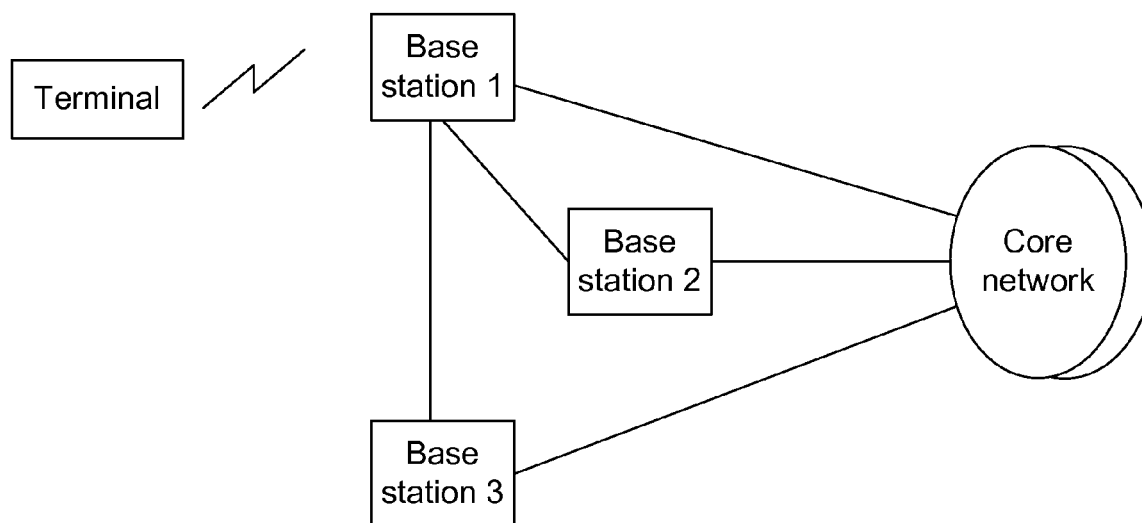 Terminal
Base
station 1
Base
station 2
Core
network
Base
station 3